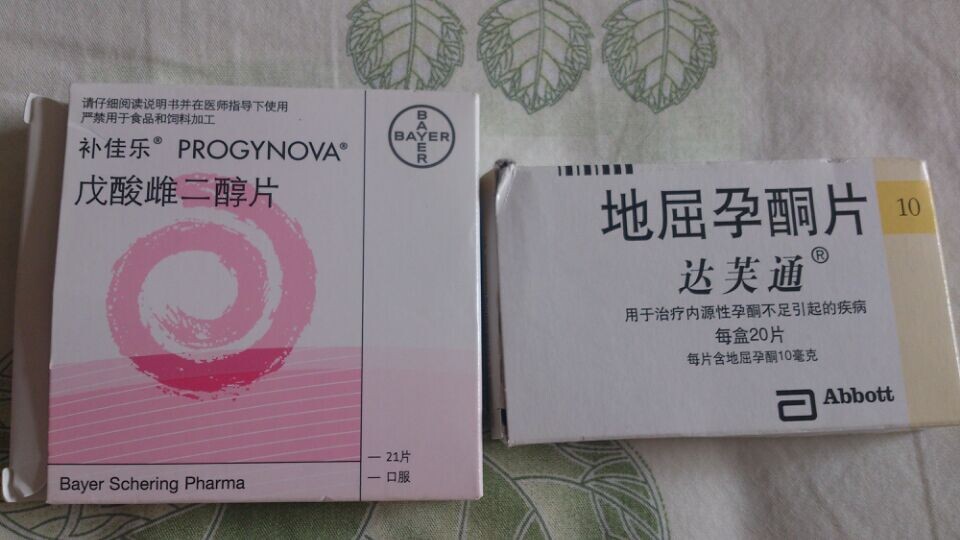 请仔细阅读说明书并在医师指导下使用
严禁用于食品和饲料加工
补佳乐® PROGYNOVA®
戊酸雌二醇片
BAYER
BAYER
21片
口服
Bayer Schering Pharma
地屈孕酮片
10
达芙通®
用于治疗内源性孕酮不足引起的疾病
每盒20片
每片含地屈孕酮10毫克
Abbott